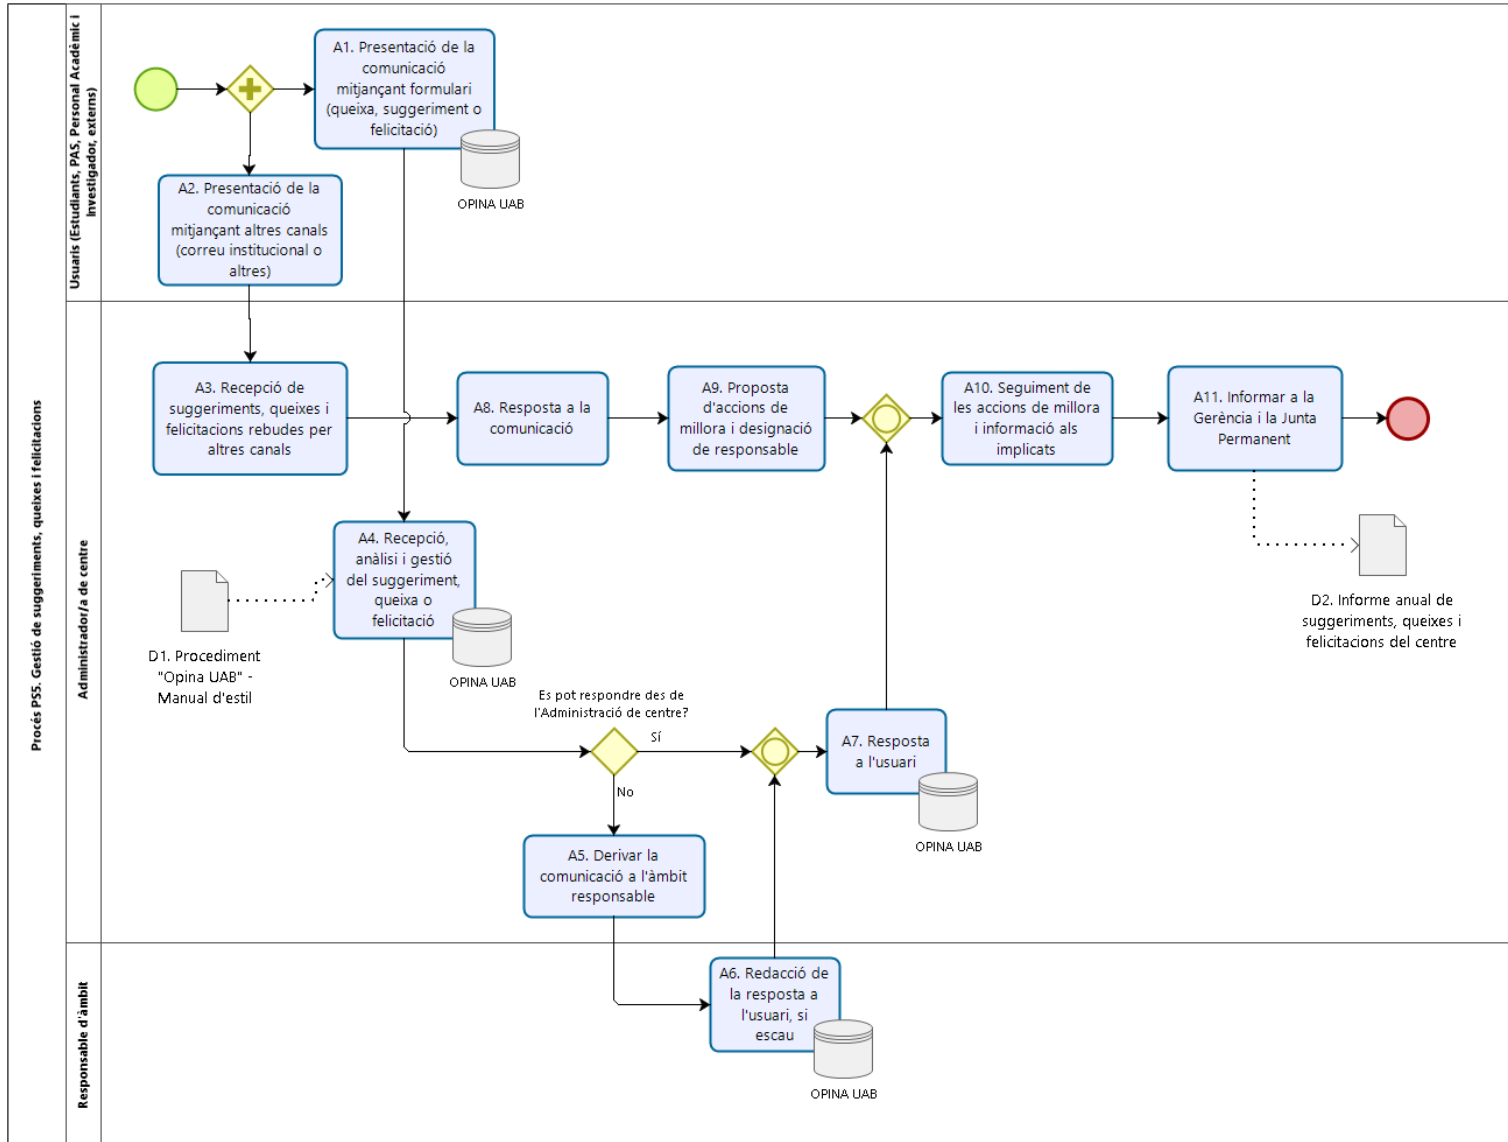 Procés PS5. Gestió de suggeriments, queixes i felicitacions
Usuaris (Estudiants, PAS, Personal Acadèmic i
Investigador, externs)
A1. Presentació de la
comunicació
mitjançant formulari
(queixa, suggeriment o
felicitació)
OPINA UAB
A2. Presentació de la
comunicació
mitjançant altres canals
(correu institucional o
altres)
Administrador/a de centre
A3. Recepció de
suggeriments, queixes i
felicitacions rebudes per
altres canals
A8. Resposta a la
comunicació
A9. Proposta
d'accions de
millora i designació
de responsable
A10. Seguiment de
les accions de millora
i informació als
implicats
A11. Informar a la
Gerència i la Junta
Permanent
A4. Recepció,
anàlisi i gestió
del suggeriment,
queixa o
felicitació
OPINA UAB
D1. Procediment
"Opina UAB" -
Manual d'estil
D2. Informe anual de
suggeriments, queixes i
felicitacions del centre
Es pot respondre des de
l'Administració de centre?
Sí
No
A7. Resposta
a l'usuari
OPINA UAB
A5. Derivar la
comunicació a l'àmbit
responsable
Responsable d'àmbit
A6. Redacció de
la resposta a
l'usuari, si
escau
OPINA UAB